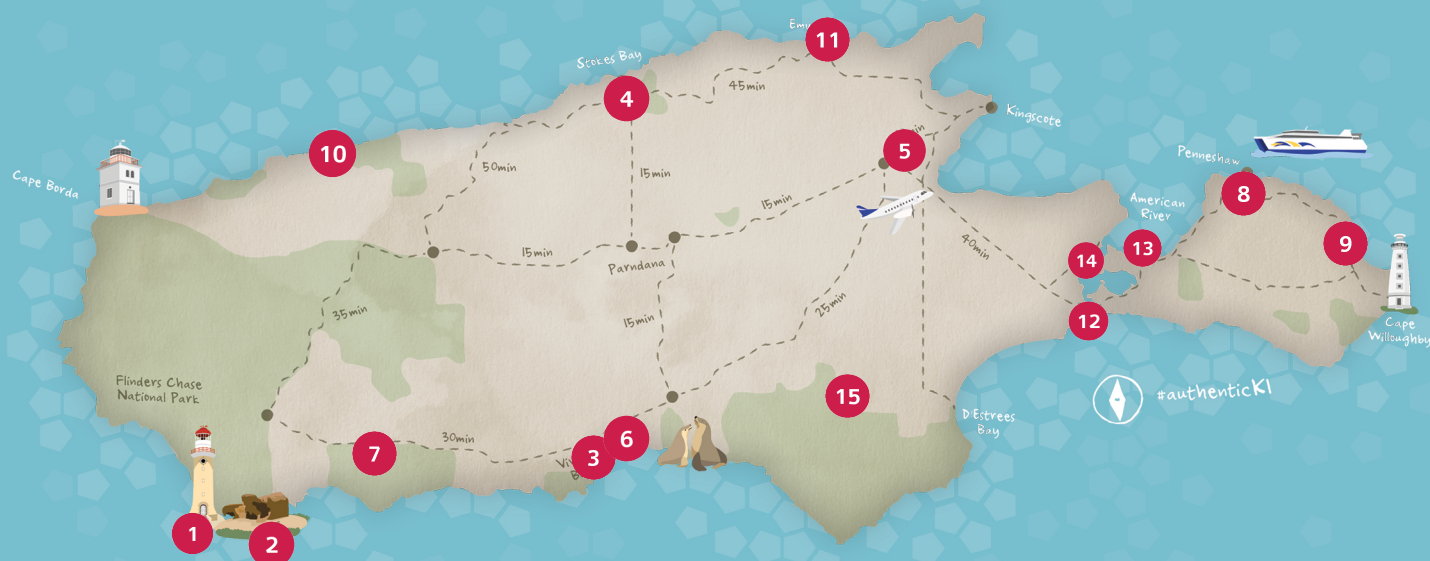 Emu
11
Stokes Bay
4
45min
Kingscote
5
10
Cape Borda
50min
15min
15min
Penneshaw
8
American
River
13
9
40min
14
15min
Parndana
12
Cape
Willoughby
35min
15min
25min
Flinders Chase
National Park
15
#authenticKI
D'Estrees
Bay
30min
7
3
6
1
2